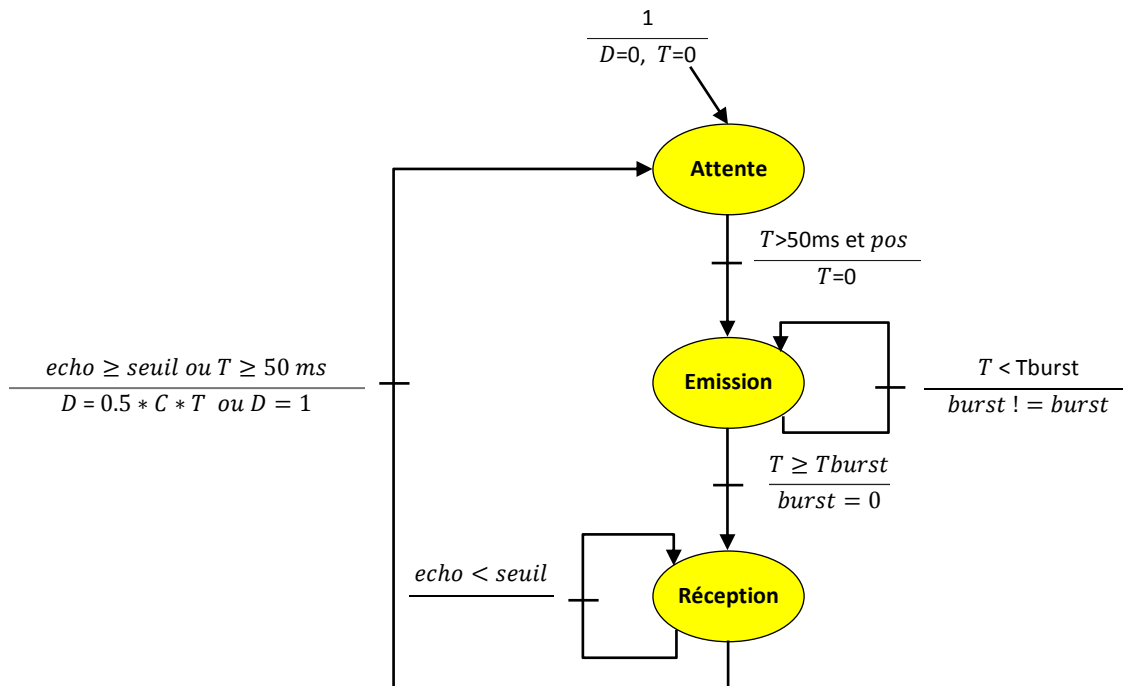 1
D=0, T=0
Attente
T>50ms et pos
T=0
echo ≥ seuil ou T ≥ 50 ms
D = 0.5 * C * T ou D = 1
Emission
T < Tburst
burst ! = burst
T ≥ Tburst
burst = 0
echo < seuil
Réception